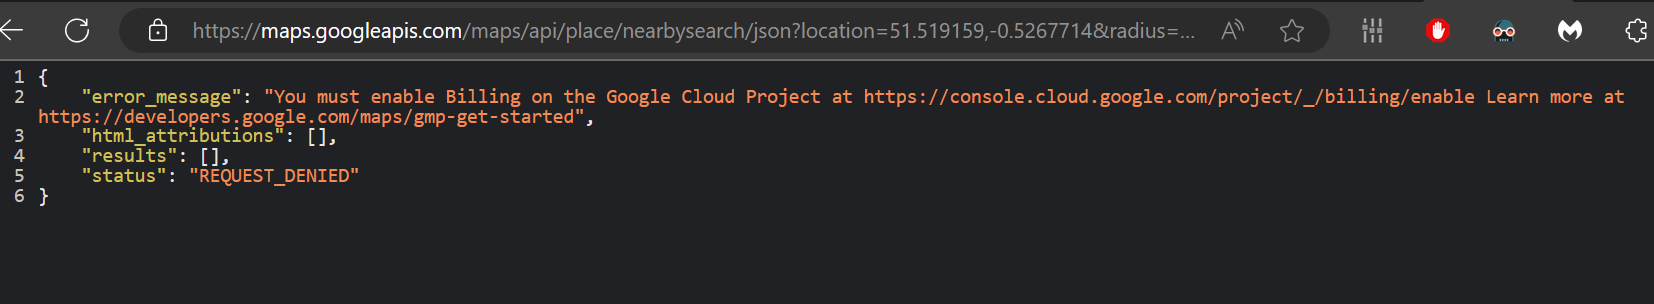 https://maps.googleapis.com/maps/api/place/nearbysearch/json?location=51.519159,-0.5267714&radius=...
1 {
2 "error_message": "You must enable Billing on the Google Cloud Project at https://console.cloud.google.com/project/_/billing/enable Learn more at
https://developers.google.com/maps/gmp-get-started",
3 "html_attributions": [],
4 "results": [],
5 "status": "REQUEST_DENIED"
6 }